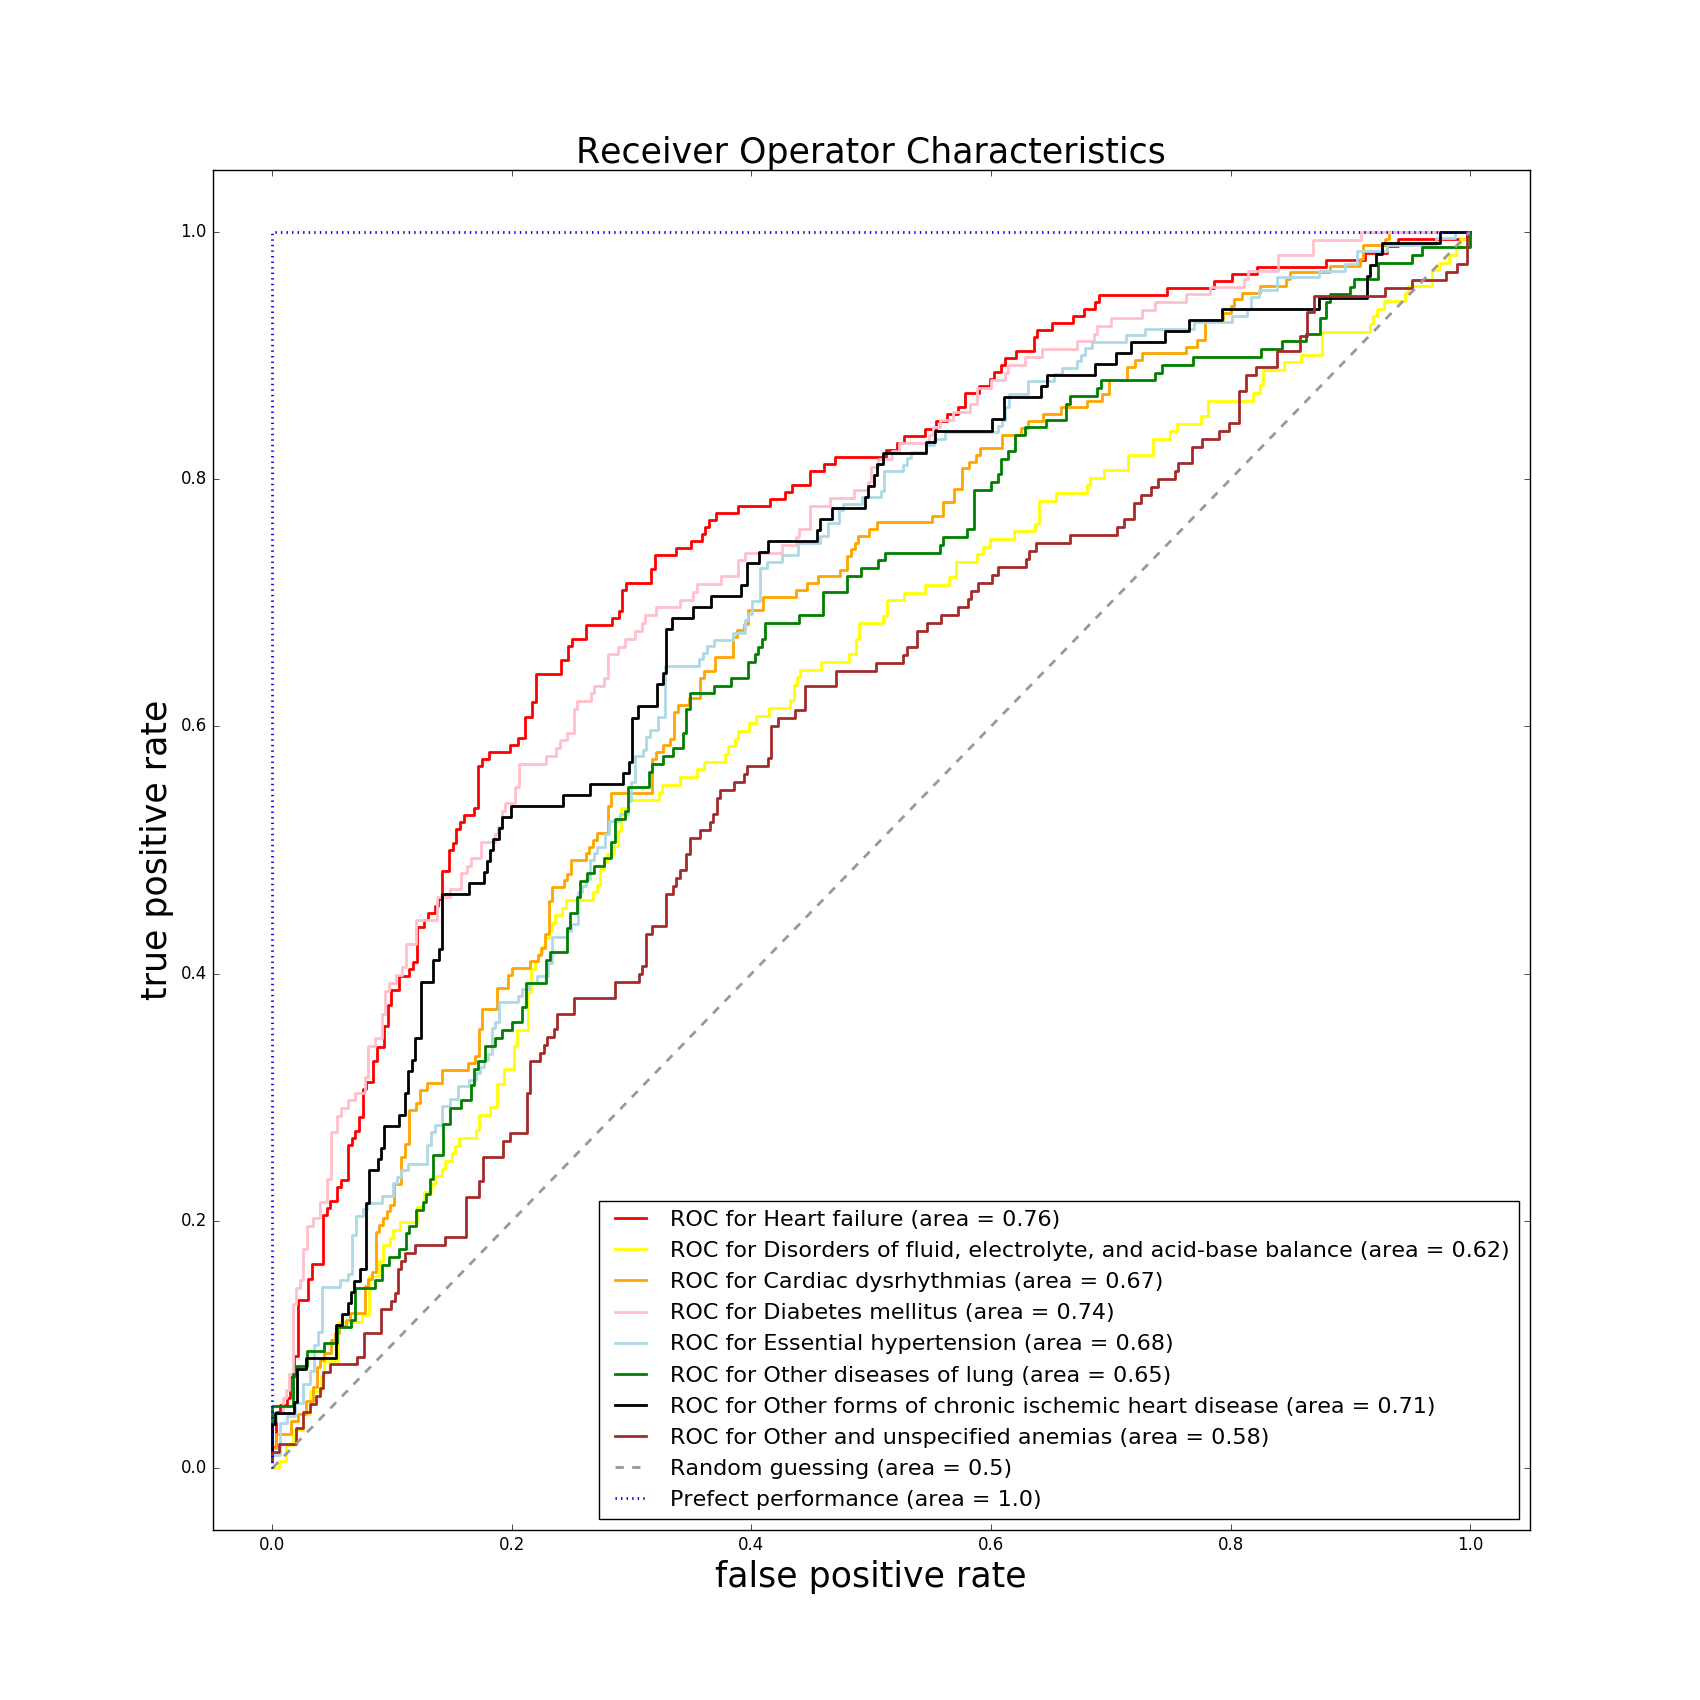 Receiver Operator Characteristics
true positive rate
1.0
0.8
0.6
0.4
0.2
0.0
ROC for Heart failure (area = 0.76)
ROC for Disorders of fluid, electrolyte, and acid-base balance (area = 0.62)
ROC for Cardiac dysrhythmias (area = 0.67)
ROC for Diabetes mellitus (area = 0.74)
ROC for Essential hypertension (area = 0.68)
ROC for Other diseases of lung (area = 0.65)
ROC for Other forms of chronic ischemic heart disease (area = 0.71)
ROC for Other and unspecified anemias (area = 0.58)
Random guessing (area = 0.5)
Prefect performance (area = 1.0)
0.0 0.2 0.4 0.6 0.8 1.0
false positive rate